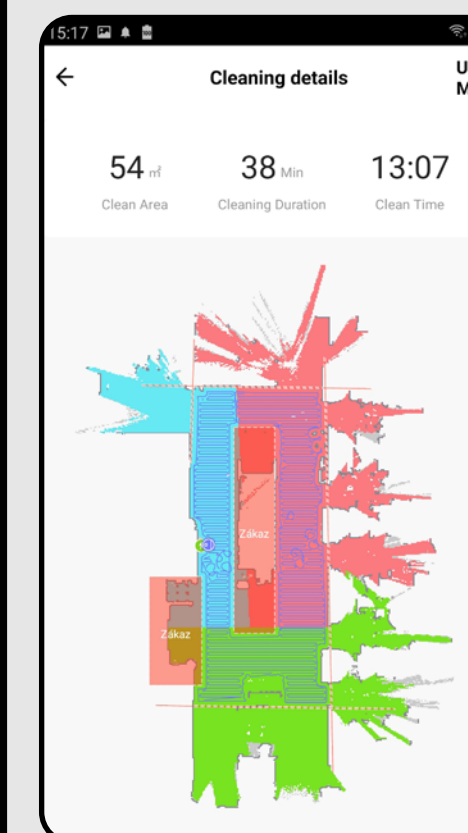 15:17
Cleaning details
54 ㎡
38 Min
13:07
Clean Area
Cleaning Duration
Clean Time
Zákaz
Zákaz